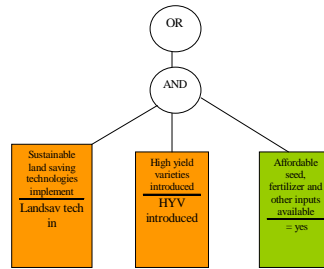 OR
AND
Sustainable
land saving
technologies
implement
Landsav tech
in
High yield
varieties
introduced
HYV
introduced
Affordable
seed,
fertilizer and
other inputs
available
= yes